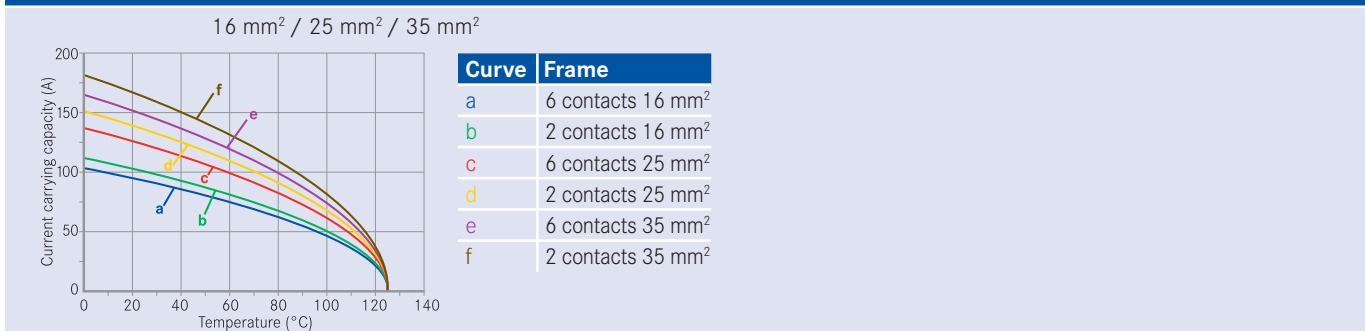 16 mm² / 25 mm² / 35 mm²
Current carrying capacity (A)
200
150
100
50
0
0 20 40 60 80 100 120 140
Temperature (°C)
f
e
d
c
b
a
Curve Frame
a 6 contacts 16 mm²
b 2 contacts 16 mm²
c 6 contacts 25 mm²
d 2 contacts 25 mm²
e 6 contacts 35 mm²
f 2 contacts 35 mm²